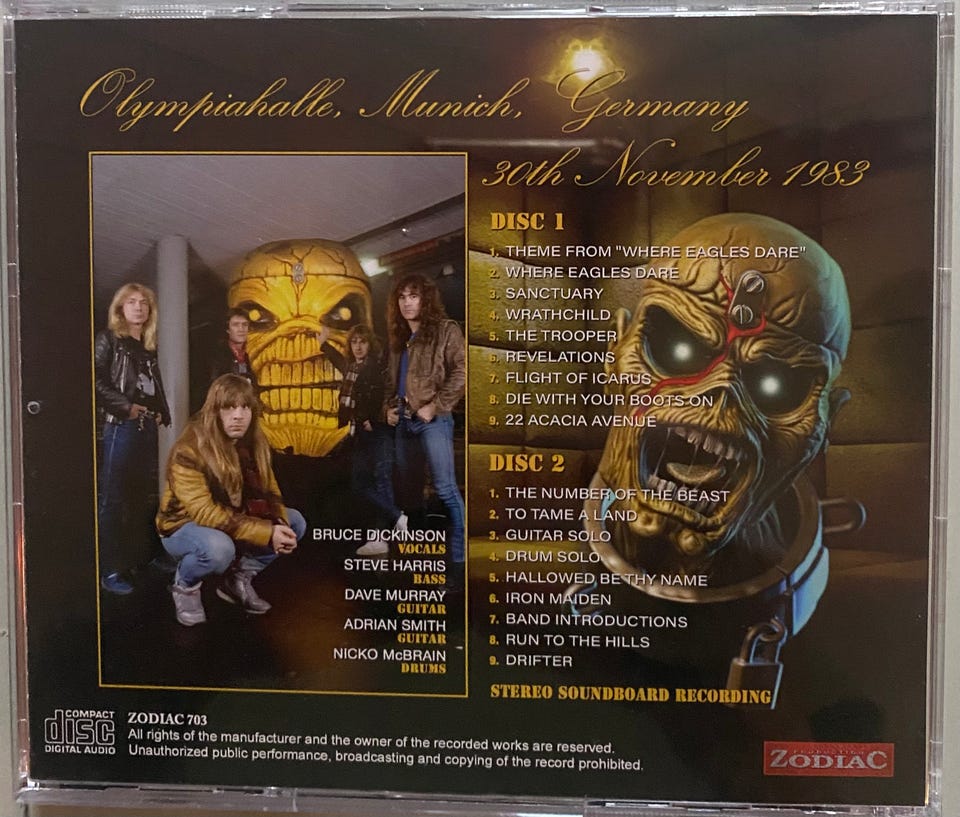 Olympiahalle, Munich, Germany
30th November 1983
DISC 1
1. THEME FROM "WHERE EAGLES DARE"
2. WHERE EAGLES DARE
3. SANCTUARY
4. WRATHCHILD
5. THE TROOPER
6. REVELATIONS
7. FLIGHT OF ICARUS
8. DIE WITH YOUR BOOTS ON
9. 22 ACACIA AVENUE
DISC 2
1. THE NUMBER OF THE BEAST
2. TO TAME A LAND
3. GUITAR SOLO
4. DRUM SOLO
5. HALLOWED BE THY NAME
6. IRON MAIDEN
7. BAND INTRODUCTIONS
8. RUN TO THE HILLS
9. DRIFTER
STEREO SOUNDBOARD RECORDING
BRUCE DICKINSON
VOCALS
STEVE HARRIS
BASS
DAVE MURRAY
GUITAR
ADRIAN SMITH
GUITAR
NICKO McBRAIN
DRUMS
COMPACT
disc
DIGITAL AUDIO
ZODIAC 703
All rights of the manufacturer and the owner of the recorded works are reserved.
Unauthorized public performance, broadcasting and copying of the record prohibited.
PRODUCTION
ZODIAC